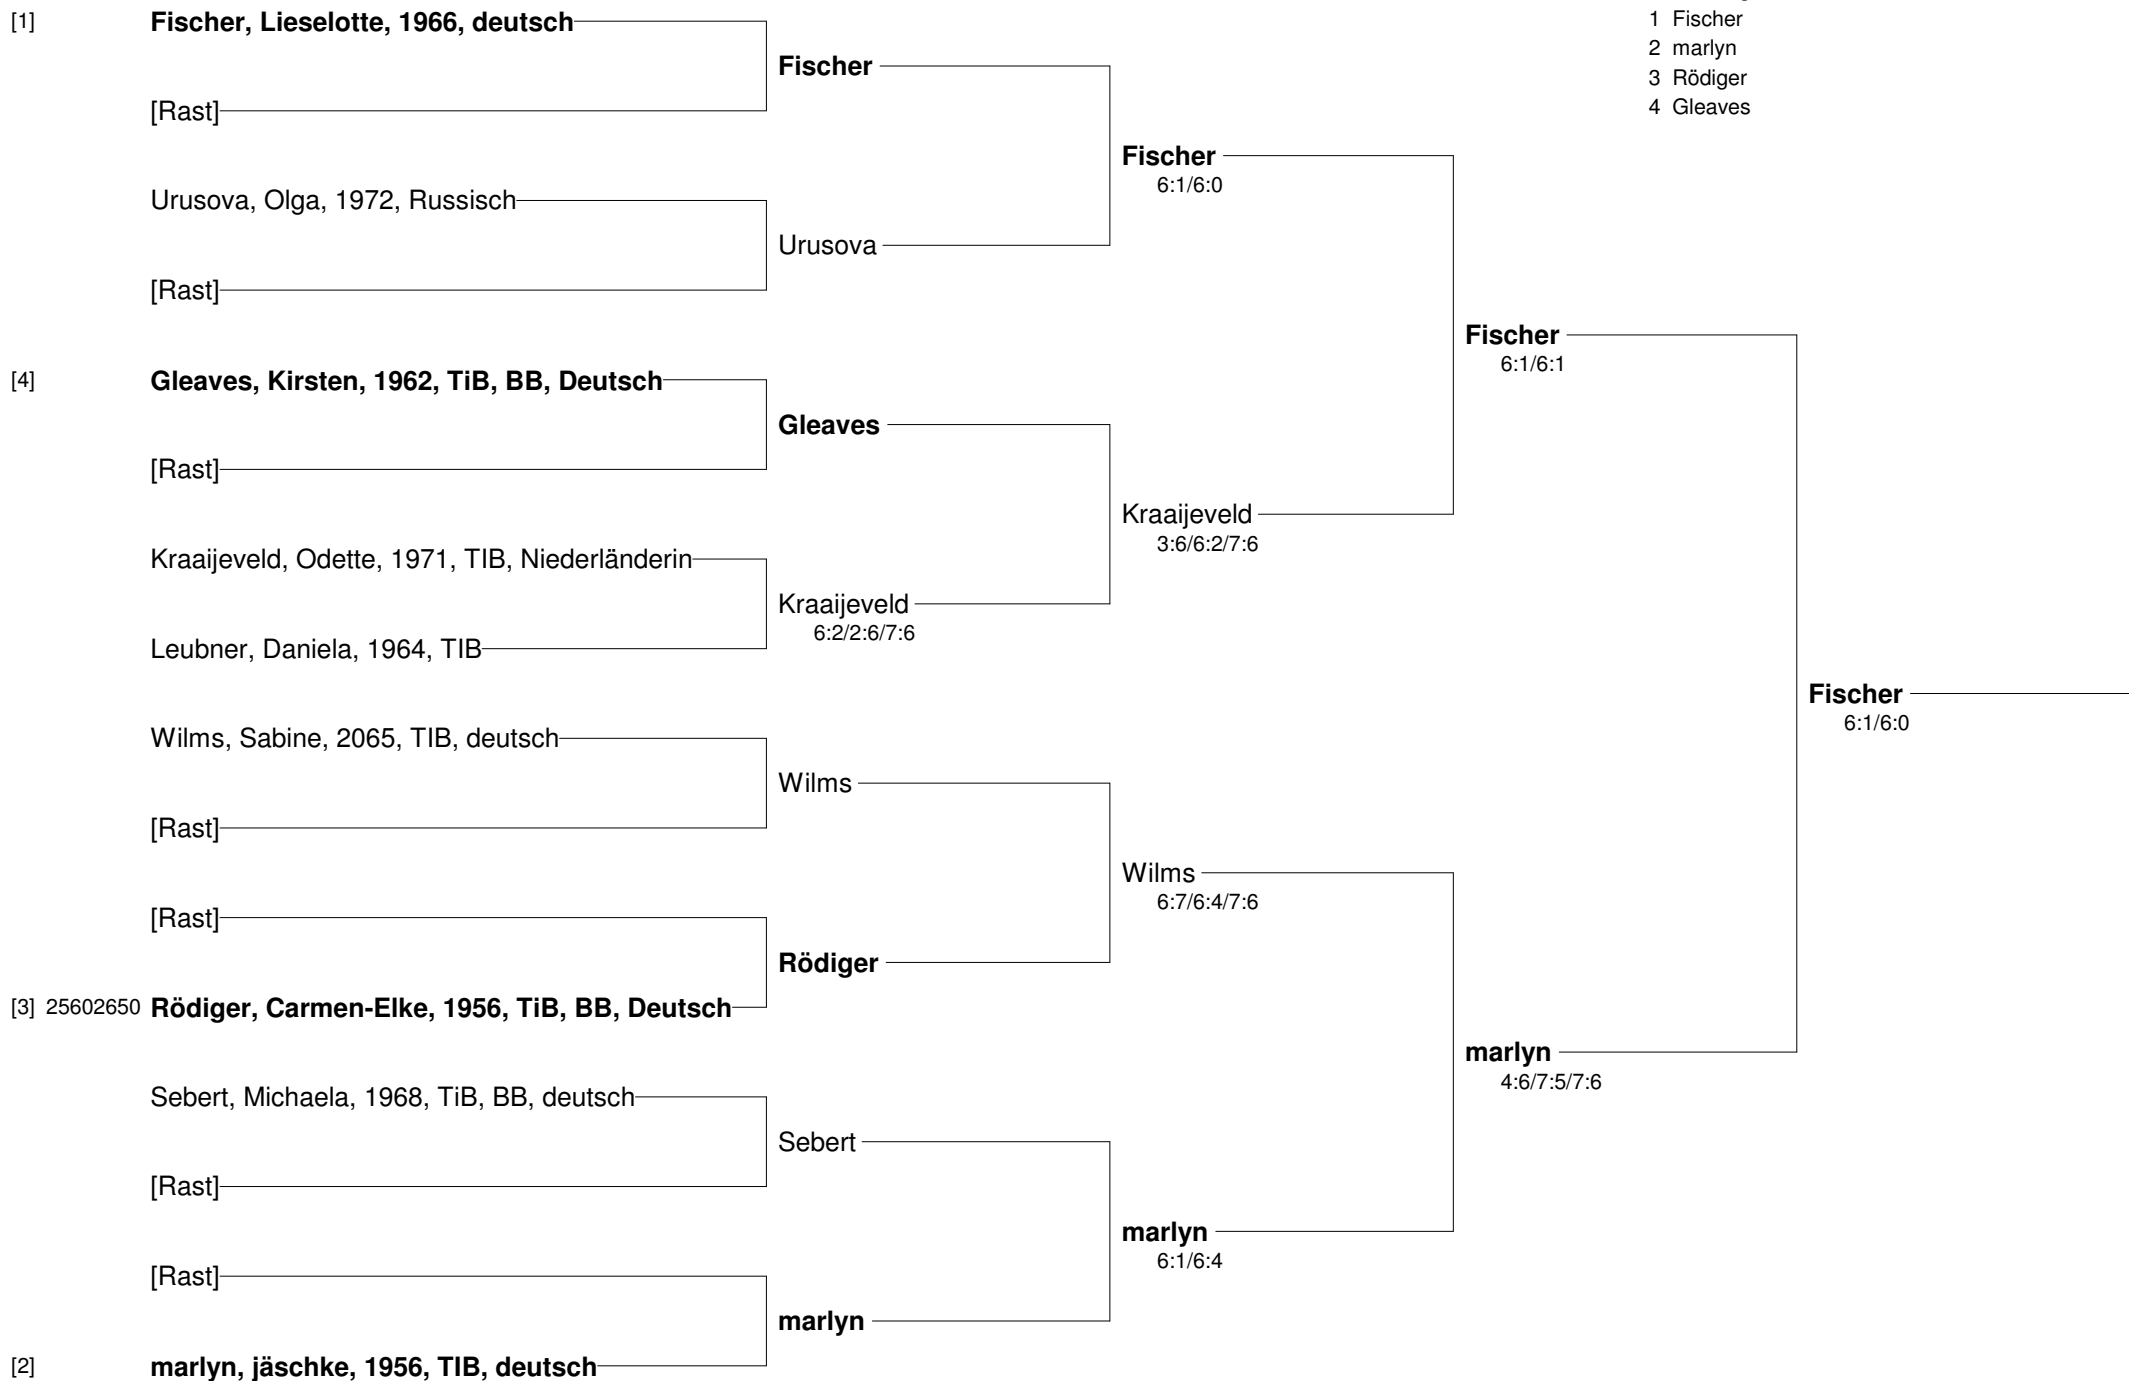 [1] Fischer, Lieselotte, 1966, deutsch
1 Fischer
2 marlyn
3 Rödiger
4 Gleaves
Fischer
[Rast]
Fischer
6:1/6:0
Urusova, Olga, 1972, Russisch
Urusova
[Rast]
Fischer
6:1/6:1
[4] Gleaves, Kirsten, 1962, TiB, BB, Deutsch
Gleaves
[Rast]
Kraaijeveld
3:6/6:2/7:6
Kraaijeveld, Odette, 1971, TIB, Niederländerin
Kraaijeveld
6:2/2:6/7:6
Leubner, Daniela, 1964, TIB
Fischer
6:1/6:0
Wilms, Sabine, 2065, TIB, deutsch
Wilms
[Rast]
Wilms
6:7/6:4/7:6
[Rast]
Rödiger
[3] 25602650 Rödiger, Carmen-Elke, 1956, TiB, BB, Deutsch
marlyn
4:6/7:5/7:6
Sebert, Michaela, 1968, TiB, BB, deutsch
Sebert
[Rast]
marlyn
6:1/6:4
[Rast]
marlyn
[2] marlyn, jäschke, 1956, TIB, deutsch